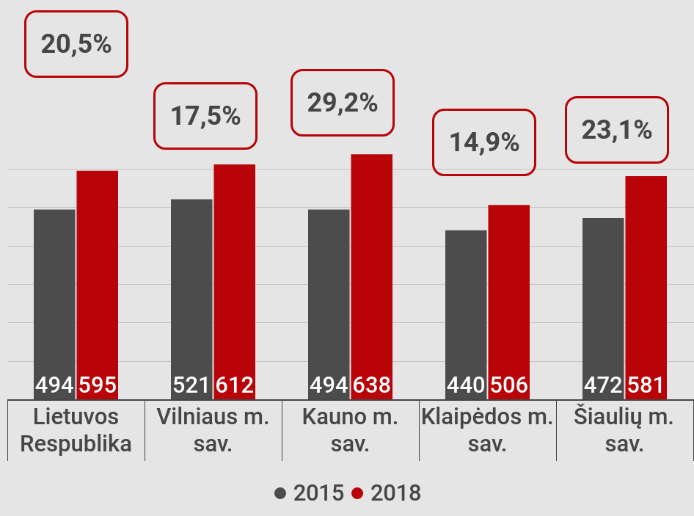 20,5%
17,5%
29,2%
14,9%
23,1%
494 595 521 612 494 638 440 506 472 581
Lietuvos Vilniaus m. Kauno m. Klaipėdos m. Šiaulių m.
Respublika sav. sav. sav. sav.
2015 2018